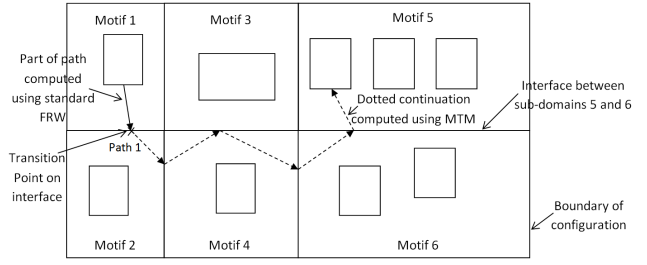 Motif 1
Motif 3
Motif 5
Part of path
computed
using standard
FRW
Interface between
sub-domains 5 and 6
Dotted continuation
computed using MTM
Path 1
Transition
Point on
interface
Boundary of
configuration
Motif 2
Motif 4
Motif 6